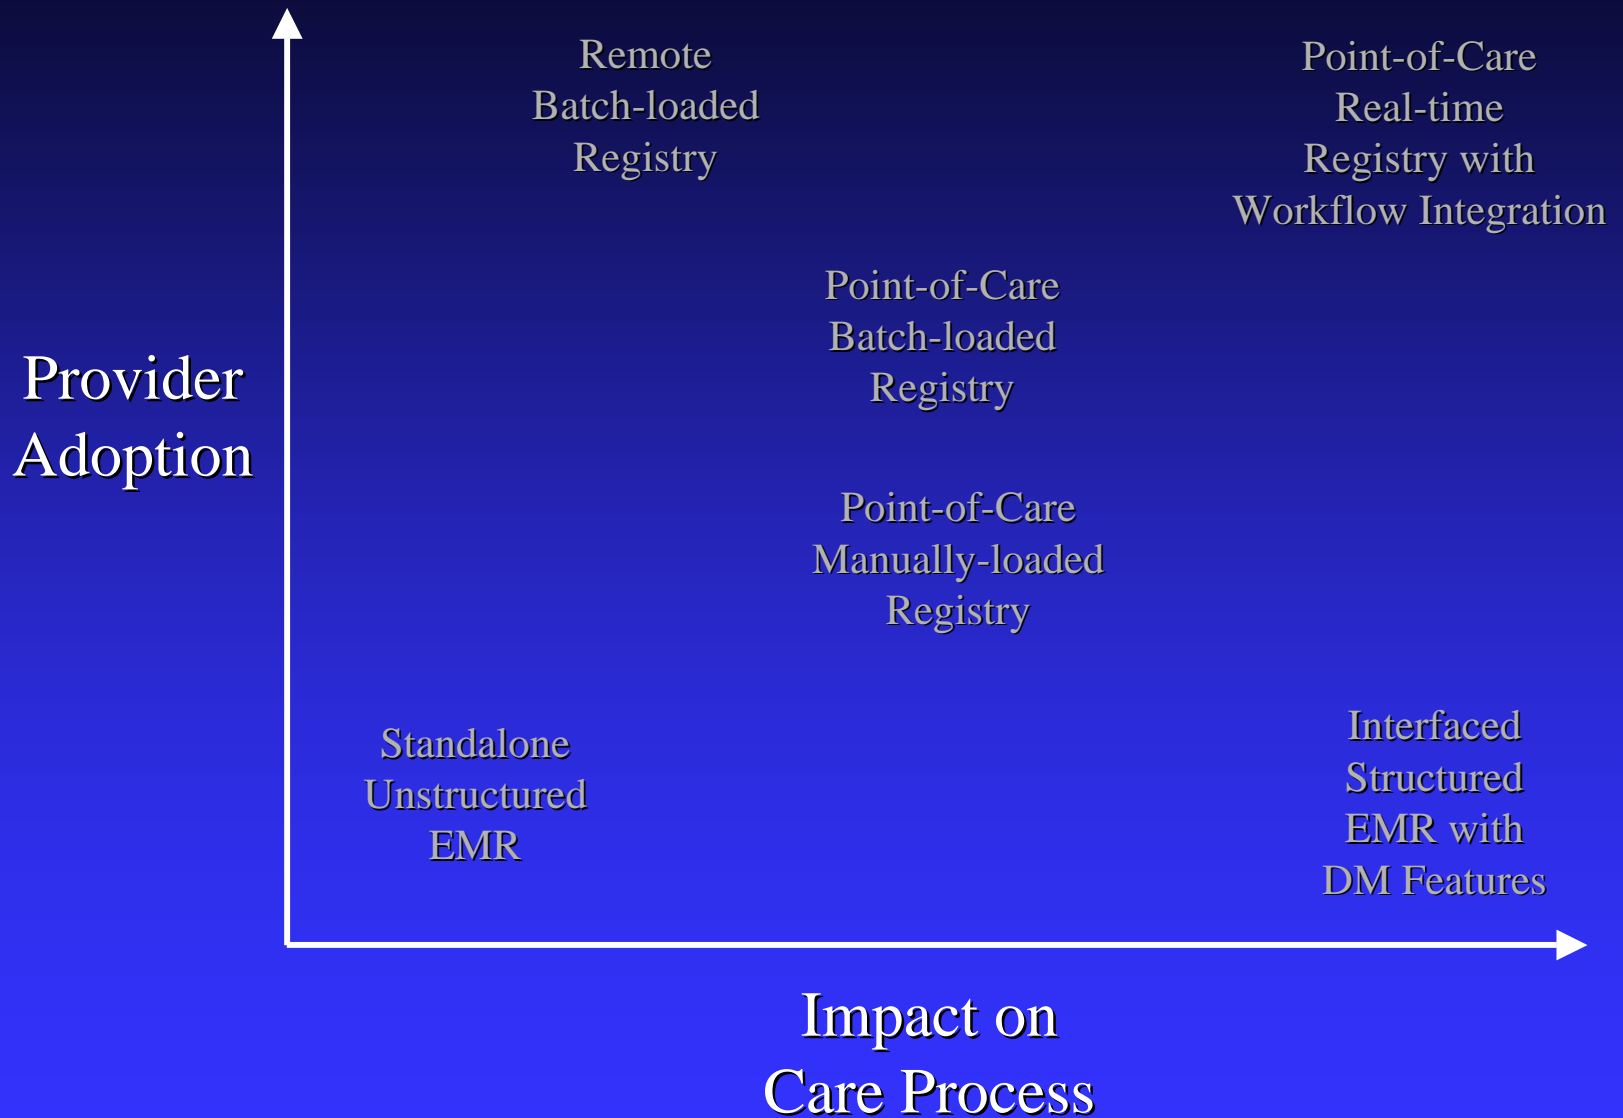 Remote
Batch-loaded
Registry
Point-of-Care
Real-time
Registry with
Workflow Integration
Point-of-Care
Batch-loaded
Registry
Provider
Adoption
Point-of-Care
Manually-loaded
Registry
Standalone
Unstructured
EMR
Interfaced
Structured
EMR with
DM Features
Impact on
Care Process